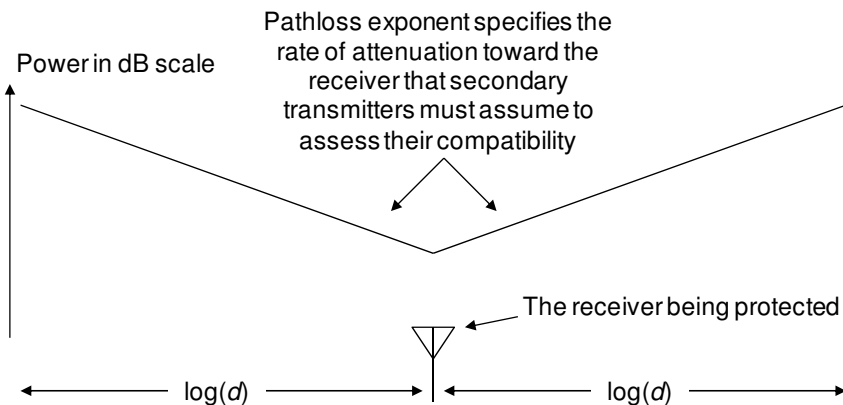 Pathloss exponent specifies the
rate of attenuation toward the
receiver that secondary
transmitters must assume to
assess their compatibility
Power in dB scale
The receiver being protected
log(d)
log(d)